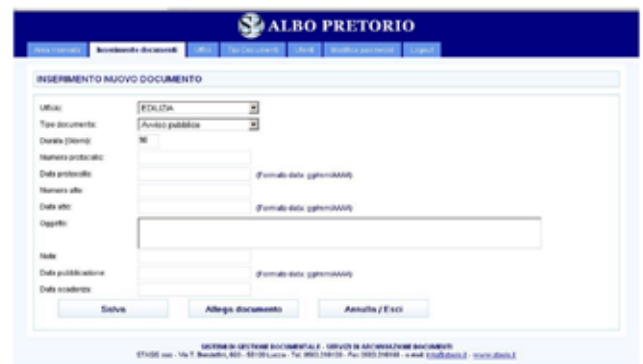 ALBO PRETORIO
Area riservata Inserimento documenti Uffici Tipi Documenti Utenti Modifica password Logout
INSERIMENTO NUOVO DOCUMENTO
Ufficio: EDILIZIA
Tipo documento: Avviso pubblico
Durata (Giorni):
Numero protocollo:
Data protocollo: (Formato data: gg/mm/AAAA)
Numero atto:
Data atto: (Formato data: gg/mm/AAAA)
Oggetto:
Note:
Data pubblicazione: (Formato data: gg/mm/AAAA)
Data scadenza:
Salva Allega documento Annulla / Esci
SISTEMI DI GESTIONE DOCUMENTALE - SERVIZI DI ARCHIVIAZIONE DOCUMENTI